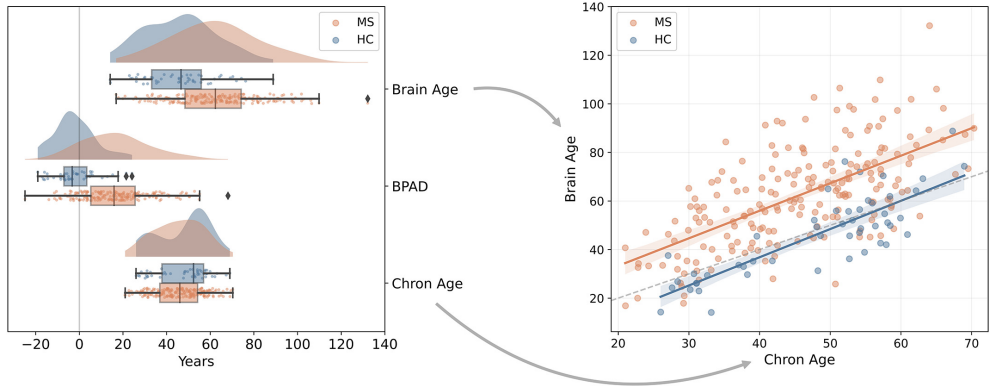 MS
HC
Brain Age
BPAD
Chron Age
−20 0 20 40 60 80 100 120 140
Years
MS
HC
140
120
100
80
60
40
20
Brain Age
20 30 40 50 60 70
Chron Age